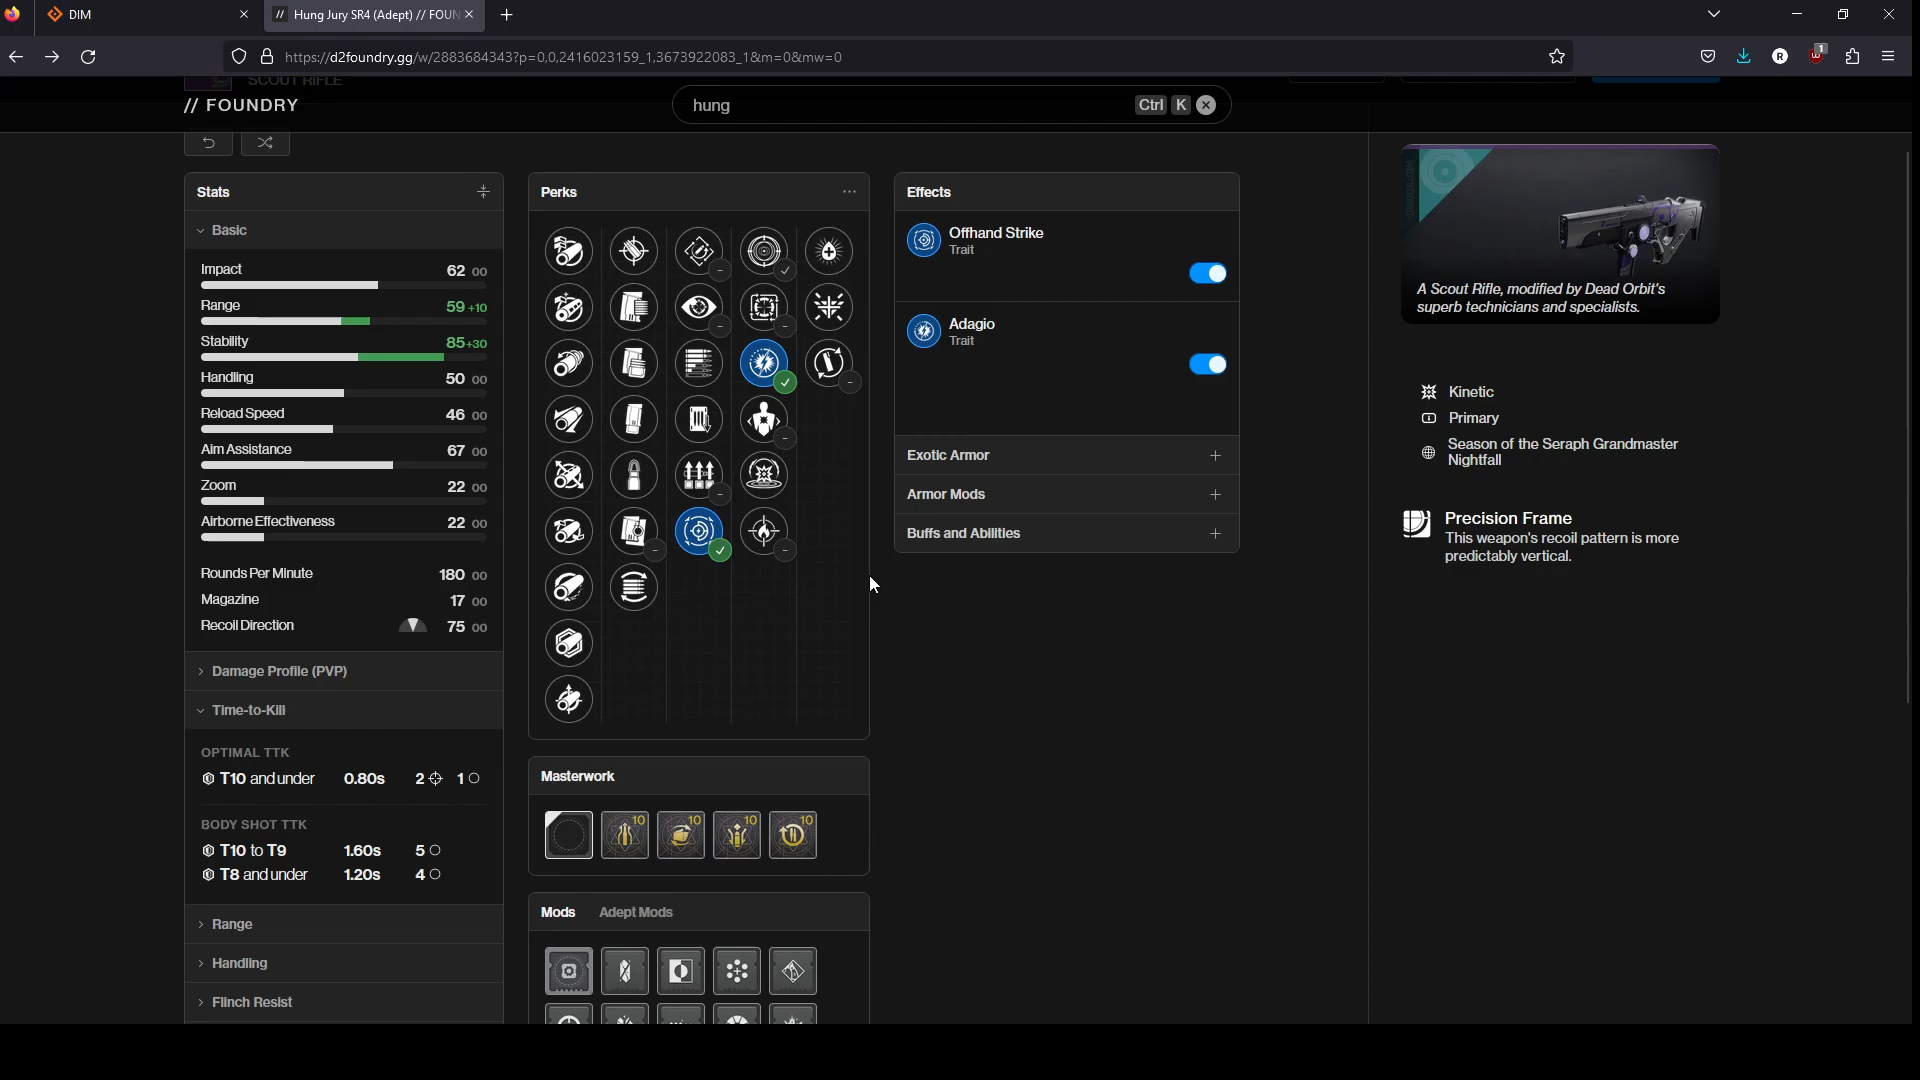 DIM
// Hung Jury SR4 (Adept) // FOUN
https://d2foundry.gg/w/2883684343?p=0,0,2416023159_1,3673922083_1&m=0&mw=0
1
SCOUT RIFLE
// FOUNDRY
hung
Ctrl K
Stats
Basic
Impact 62 00
Range 59 +10
Stability 85 +30
Handling 50 00
Reload Speed 46 00
Aim Assistance 67 00
Zoom 22 00
Airborne Effectiveness 22 00
Rounds Per Minute 180 00
Magazine 17 00
Recoil Direction 75 00
Damage Profile (PVP)
Time-to-Kill
OPTIMAL TTK
T10 and under 0.80s 2 1
BODY SHOT TTK
T10 to T9 1.60s 5
T8 and under 1.20s 4
Range
Handling
Flinch Resist
Perks
Masterwork
10 10 10 10
Mods Adept Mods
Effects
Offhand Strike
Trait
Adagio
Trait
Exotic Armor
Armor Mods
Buffs and Abilities
A Scout Rifle, modified by Dead Orbit's
superb technicians and specialists.
Kinetic
Primary
Season of the Seraph Grandmaster
Nightfall
Precision Frame
This weapon's recoil pattern is more
predictably vertical.